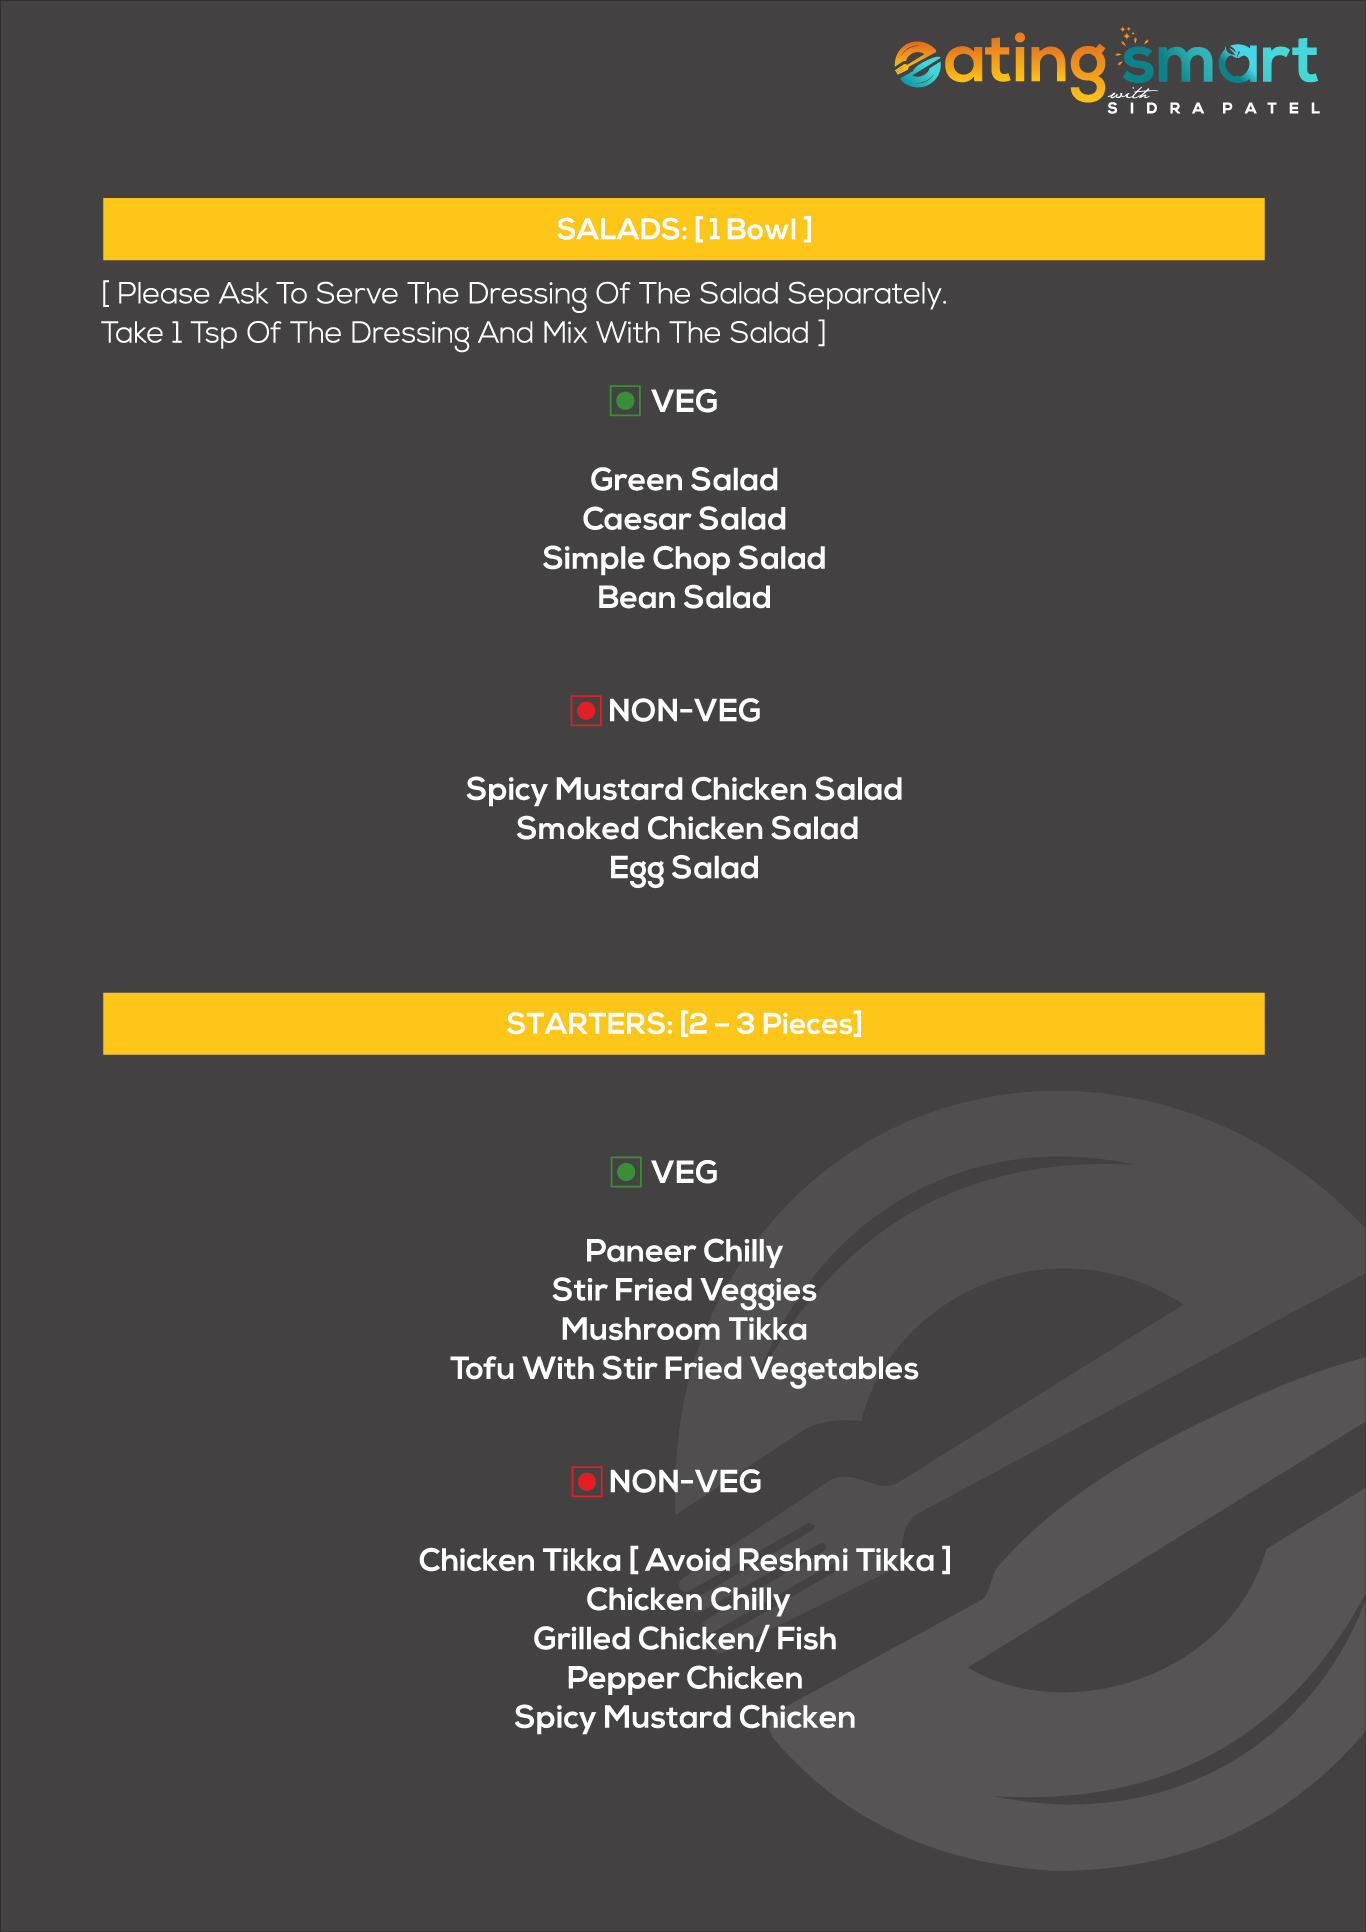 eating smart
with
SIDRA PATEL
SALADS: [ 1 Bowl ]
[ Please Ask To Serve The Dressing Of The Salad Separately.
Take 1 Tsp Of The Dressing And Mix With The Salad ]
VEG
Green Salad
Caesar Salad
Simple Chop Salad
Bean Salad
NON-VEG
Spicy Mustard Chicken Salad
Smoked Chicken Salad
Egg Salad
STARTERS: [2 – 3 Pieces]
VEG
Paneer Chilly
Stir Fried Veggies
Mushroom Tikka
Tofu With Stir Fried Vegetables
NON-VEG
Chicken Tikka [ Avoid Reshmi Tikka ]
Chicken Chilly
Grilled Chicken/ Fish
Pepper Chicken
Spicy Mustard Chicken